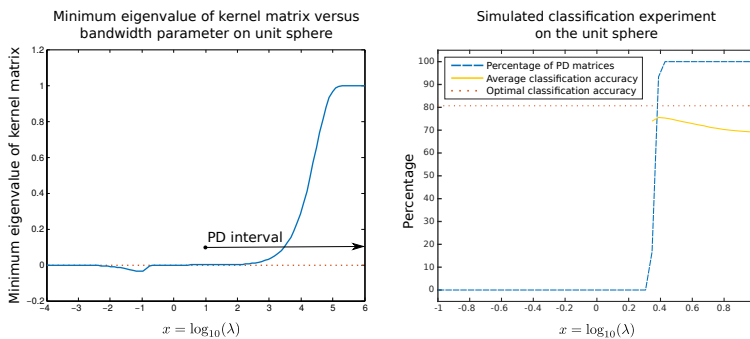 Minimum eigenvalue of kernel matrix versus
bandwidth parameter on unit sphere
Minimum eigenvalue of kernel matrix
1.2
1
0.8
0.6
0.4
0.2
0
-0.2
PD interval
-4 -3 -2 -1 0 1 2 3 4 5 6
x = log10(λ)
Simulated classification experiment
on the unit sphere
Percentage
100
90
80
70
60
50
40
30
20
10
0
Percentage of PD matrices
Average classification accuracy
Optimal classification accuracy
-1 -0.8 -0.6 -0.4 -0.2 0 0.2 0.4 0.6 0.8
x = log10(λ)